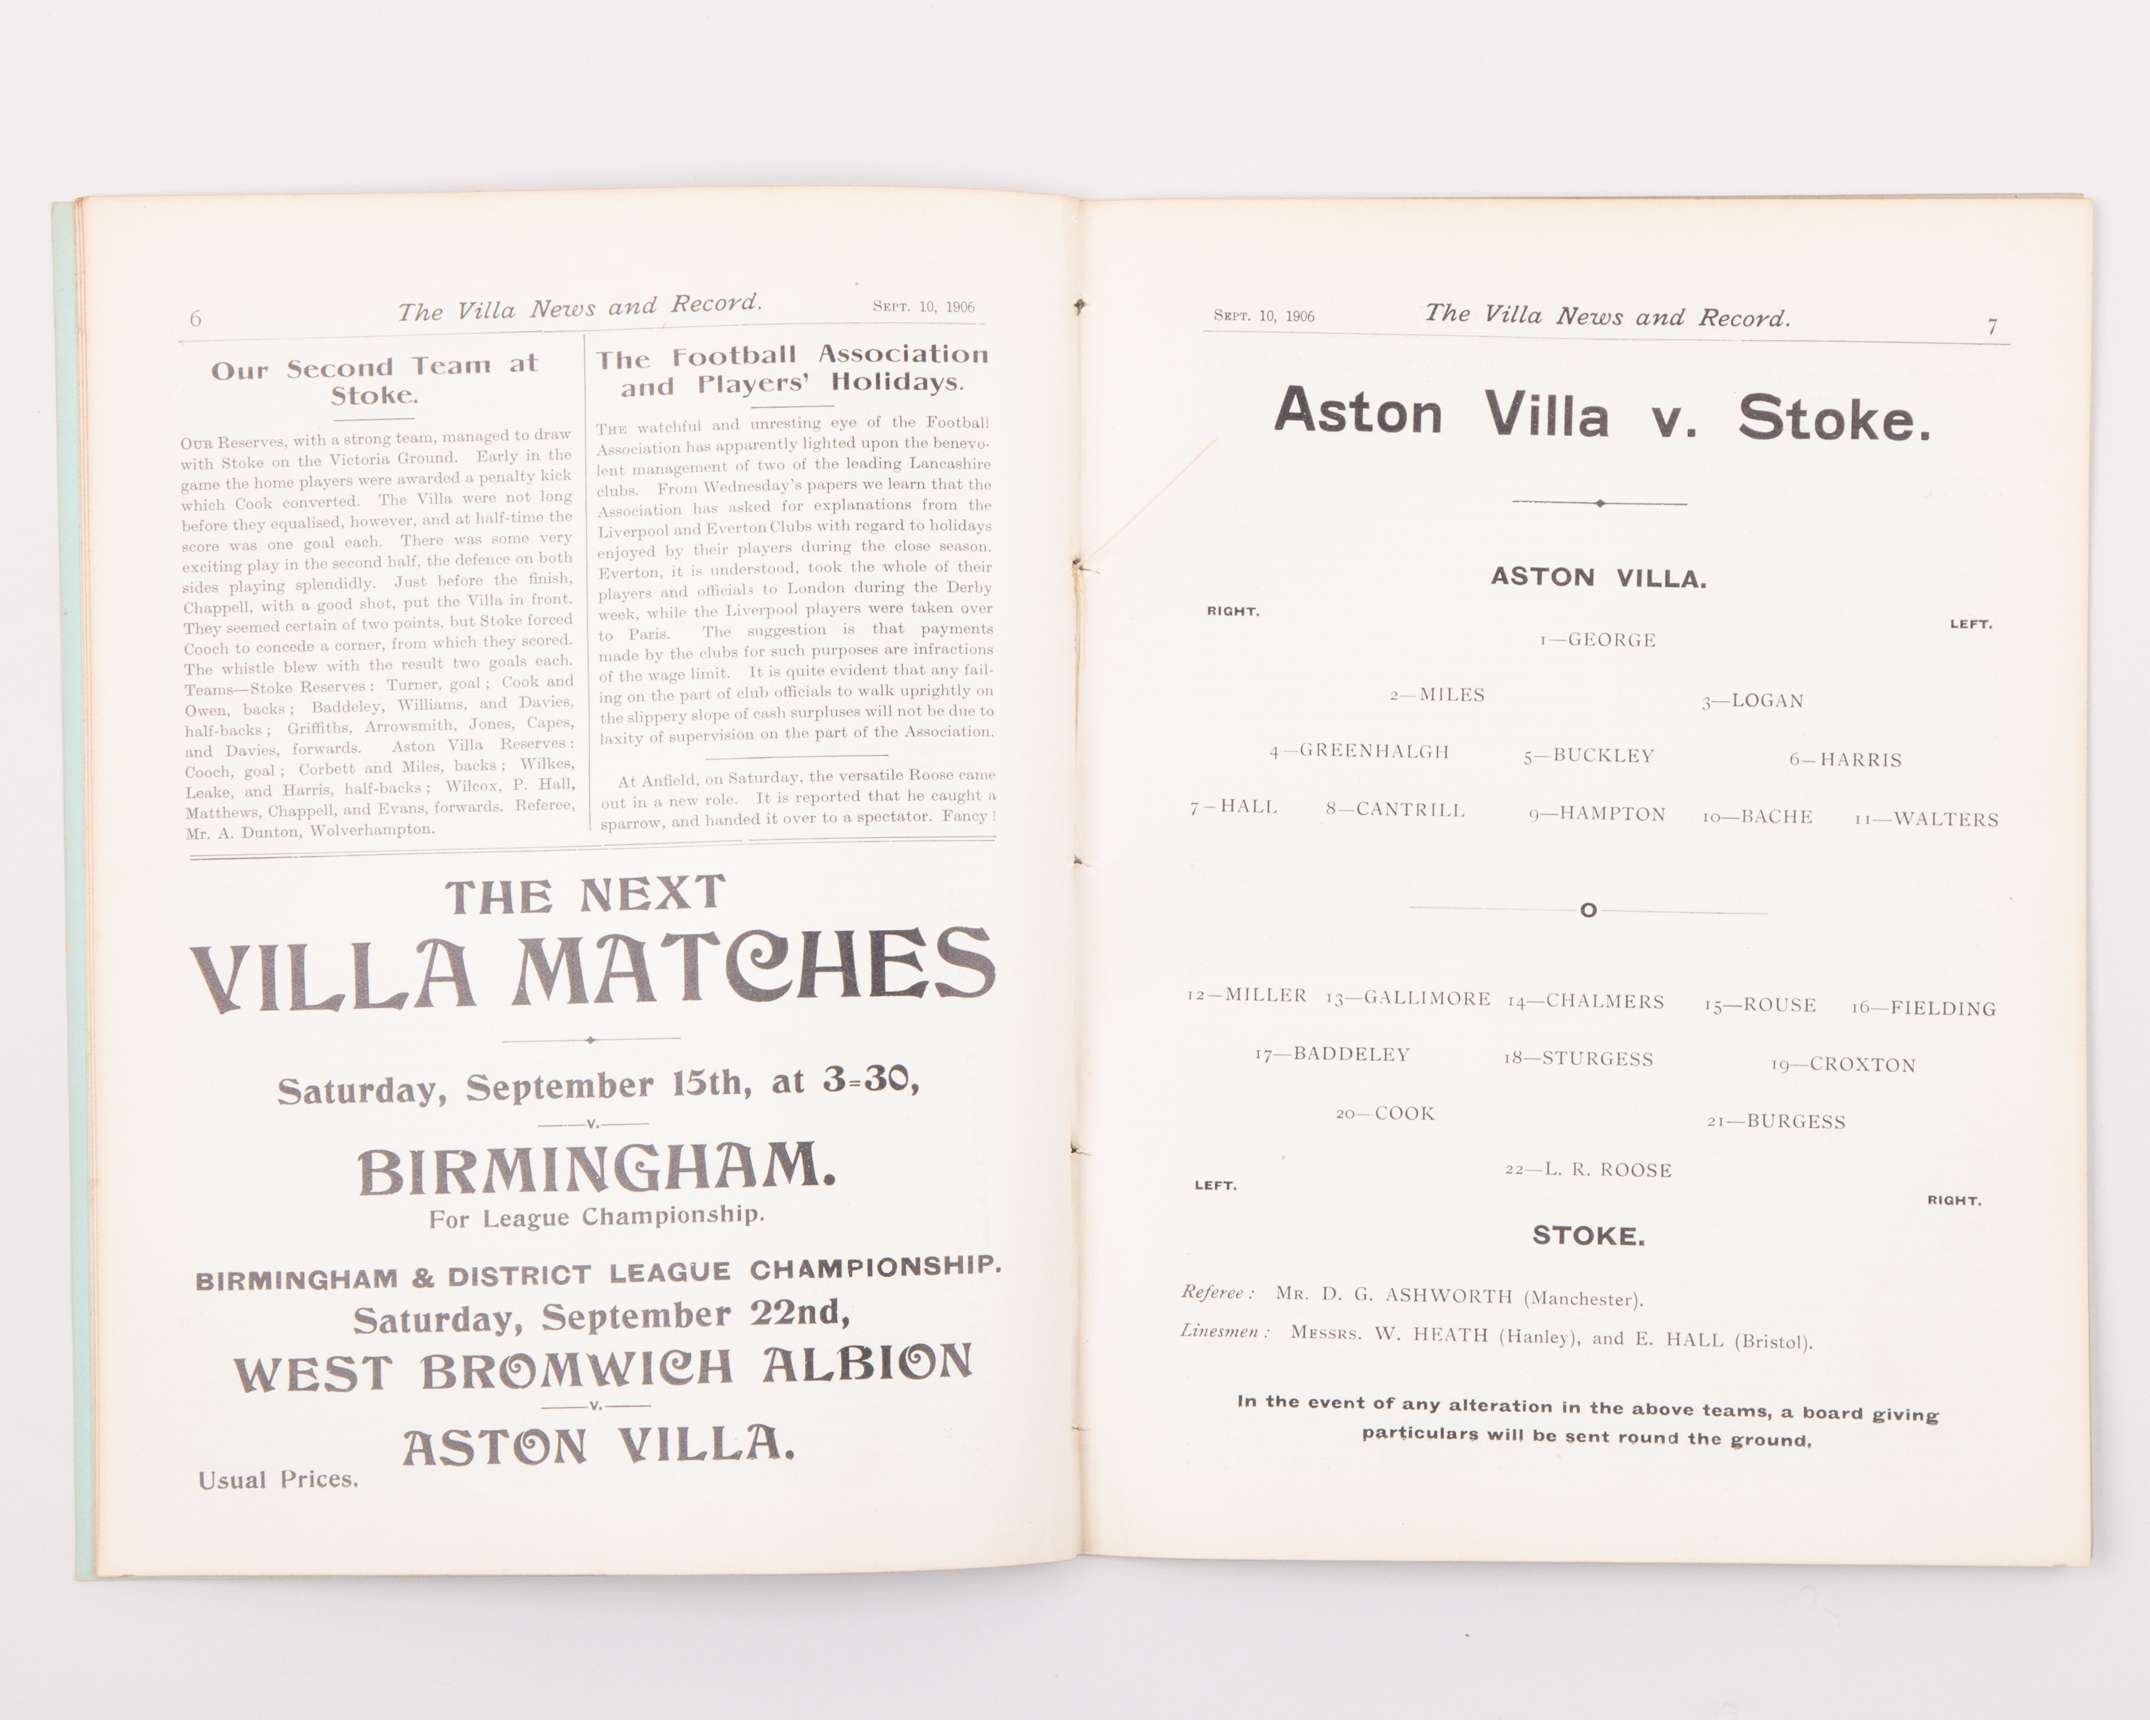 6
The Villa News and Record.
SEPT. 10, 1906
Our Second Team at
Stoke.
OUR Reserves, with a strong team, managed to draw
with Stoke on the Victoria Ground. Early in the
game the home players were awarded a penalty kick
which Cook converted. The Villa were not long
before they equalised, however, and at half-time the
score was one goal each. There was some very
exciting play in the second half, the defence on both
sides playing splendidly. Just before the finish,
Chappell, with a good shot, put the Villa in front.
They seemed certain of two points, but Stoke forced
Cooch to concede a corner, from which they scored.
The whistle blew with the result two goals each.
Teams—Stoke Reserves: Turner, goal; Cook and
Owen, backs; Baddeley, Williams, and Davies,
half-backs; Griffiths, Arrowsmith, Jones, Capes,
and Davies, forwards. Aston Villa Reserves:
Cooch, goal; Corbett and Miles, backs; Wilkes,
Leake, and Harris, half-backs; Wilcox, P. Hall,
Matthews, Chappell, and Evans, forwards. Referee,
Mr. A. Dunton, Wolverhampton.
The Football Association
and Players' Holidays.
THE watchful and unresting eye of the Football
Association has apparently lighted upon the benevo-
lent management of two of the leading Lancashire
clubs. From Wednesday's papers we learn that the
Association has asked for explanations from the
Liverpool and Everton Clubs with regard to holidays
enjoyed by their players during the close season.
Everton, it is understood, took the whole of their
players and officials to London during the Derby
week, while the Liverpool players were taken over
to Paris. The suggestion is that payments
made by the clubs for such purposes are infractions
of the wage limit. It is quite evident that any fail-
ing on the part of club officials to walk uprightly on
the slippery slope of cash surpluses will not be due to
laxity of supervision on the part of the Association.
At Anfield, on Saturday, the versatile Roose came
out in a new role. It is reported that he caught a
sparrow, and handed it over to a spectator. Fancy!
THE NEXT
VILLA MATCHES
Saturday, September 15th, at 3=30,
v.
BIRMINGHAM.
For League Championship.
BIRMINGHAM & DISTRICT LEAGUE CHAMPIONSHIP.
Saturday, September 22nd,
WEST BROMWICH ALBION
v.
ASTON VILLA.
Usual Prices.
SEPT. 10, 1906
The Villa News and Record.
7
Aston Villa v. Stoke.
ASTON VILLA.
RIGHT.
LEFT.
1—GEORGE
2—MILES 3—LOGAN
4—GREENHALGH 5—BUCKLEY 6—HARRIS
7—HALL 8—CANTRILL 9—HAMPTON 10—BACHE 11—WALTERS
O
12—MILLER 13—GALLIMORE 14—CHALMERS 15—ROUSE 16—FIELDING
17—BADDELEY 18—STURGESS 19—CROXTON
20—COOK 21—BURGESS
22—L. R. ROOSE
LEFT.
RIGHT.
STOKE.
Referee: MR. D. G. ASHWORTH (Manchester).
Linesmen: MESSRS. W. HEATH (Hanley), and E. HALL (Bristol).
In the event of any alteration in the above teams, a board giving
particulars will be sent round the ground,